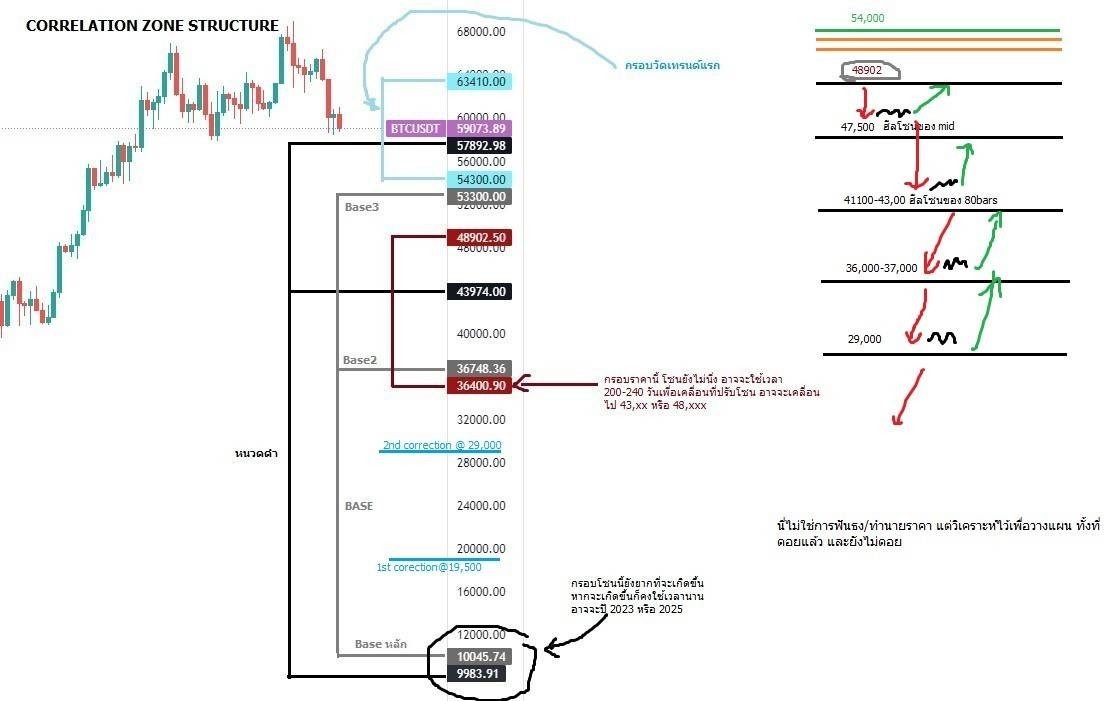 CORRELATION ZONE STRUCTURE
68000.00
กรอบวัดเทรนด์แรก
63410.00
60000.00
BTCUSDT 59073.89
57892.98
56000.00
54300.00
53300.00
52000.00
Base3
48902.50
48000.00
43974.00
40000.00
Base2
36748.36
36400.90
กรอบราคานี้ โซนยังไม่นิ่ง อาจจะใช้เวลา
200-240 วันเพื่อเคลื่อนที่ปรับโซน อาจจะเคลื่อน
ไป 43,xx หรือ 48,xxx
32000.00
2nd correction @ 29,000
หนวดดำ
28000.00
BASE
24000.00
20000.00
1st corection@19,500
16000.00
กรอบโซนนี้ยังยากที่จะเกิดขึ้น
หากจะเกิดขึ้นก็คงใช้เวลานาน
อาจจะปี 2023 หรือ 2025
12000.00
Base หลัก
10045.74
9983.91
54,000
48902
47,500 ฮีลโซนของ mid
41100-43,00 ฮีลโซนของ 80bars
36,000-37,000
29,000
นี่ไม่ใช่การฟันธง/ทำนายราคา แต่วิเคราะห์ไว้เพื่อวางแผน ทั้งที่
ดอยแล้ว และยังไม่ดอย